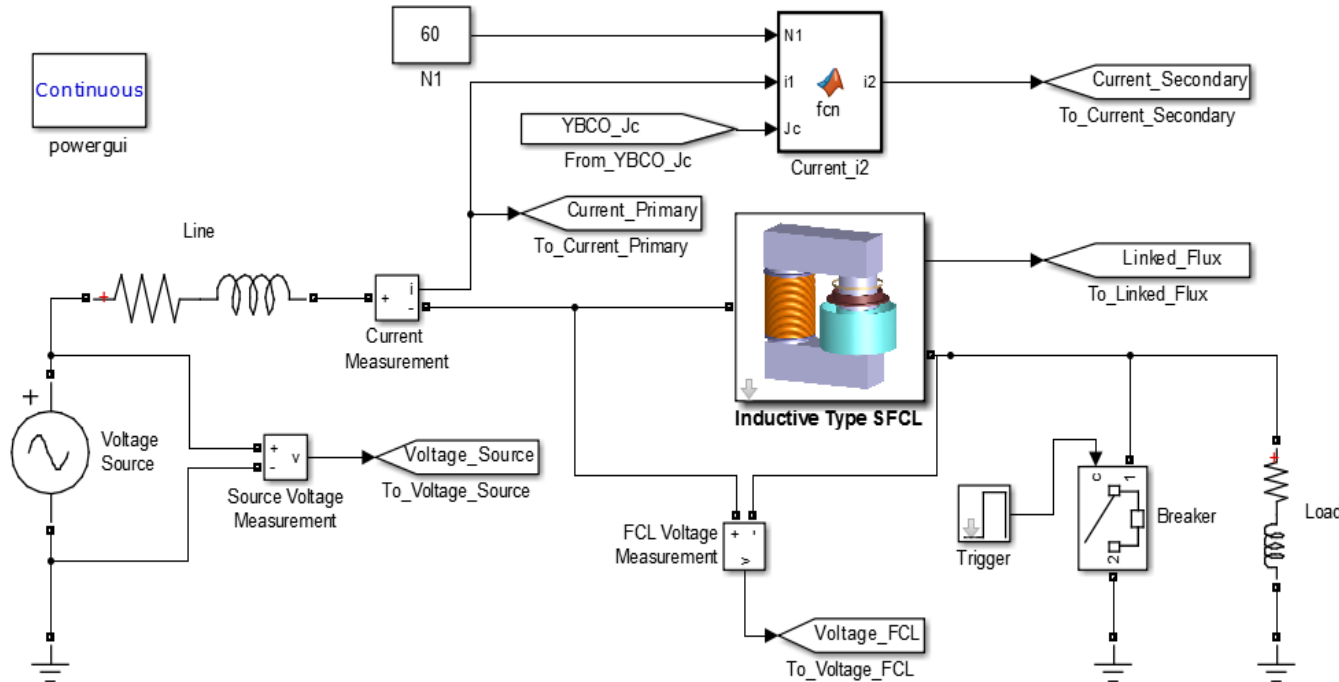 60
N1
Continuous
powergui
N1
i1
Jc
fcn
i2
Current_i2
Current_Secondary
To_Current_Secondary
YBCO_Jc
From_YBCO_Jc
Current_Primary
To_Current_Primary
Linked_Flux
To_Linked_Flux
Line
+
+
i
-
Current
Measurement
Inductive Type SFCL
+
Voltage
Source
+
-
v
Source Voltage
Measurement
Voltage_Source
To_Voltage_Source
FCL Voltage
Measurement
+
-
v
Voltage_FCL
To_Voltage_FCL
Trigger
c
1
2
Breaker
+
Load